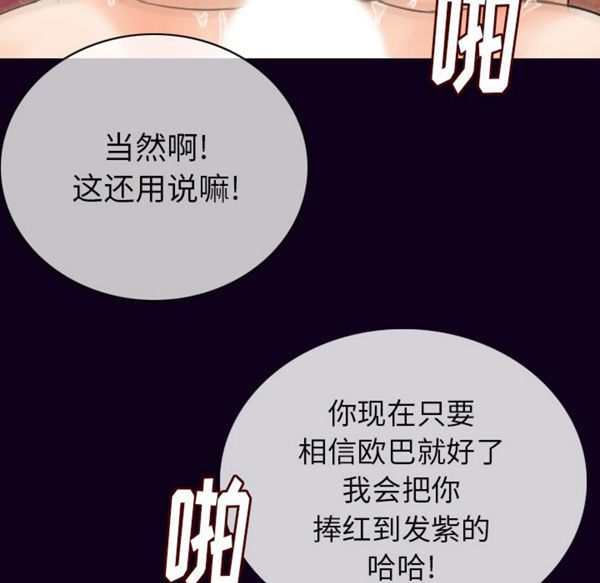 啪
当然啊!
这还用说嘛!
你现在只要
相信欧巴就好了
我会把你
捧红到发紫的
哈哈!
啪